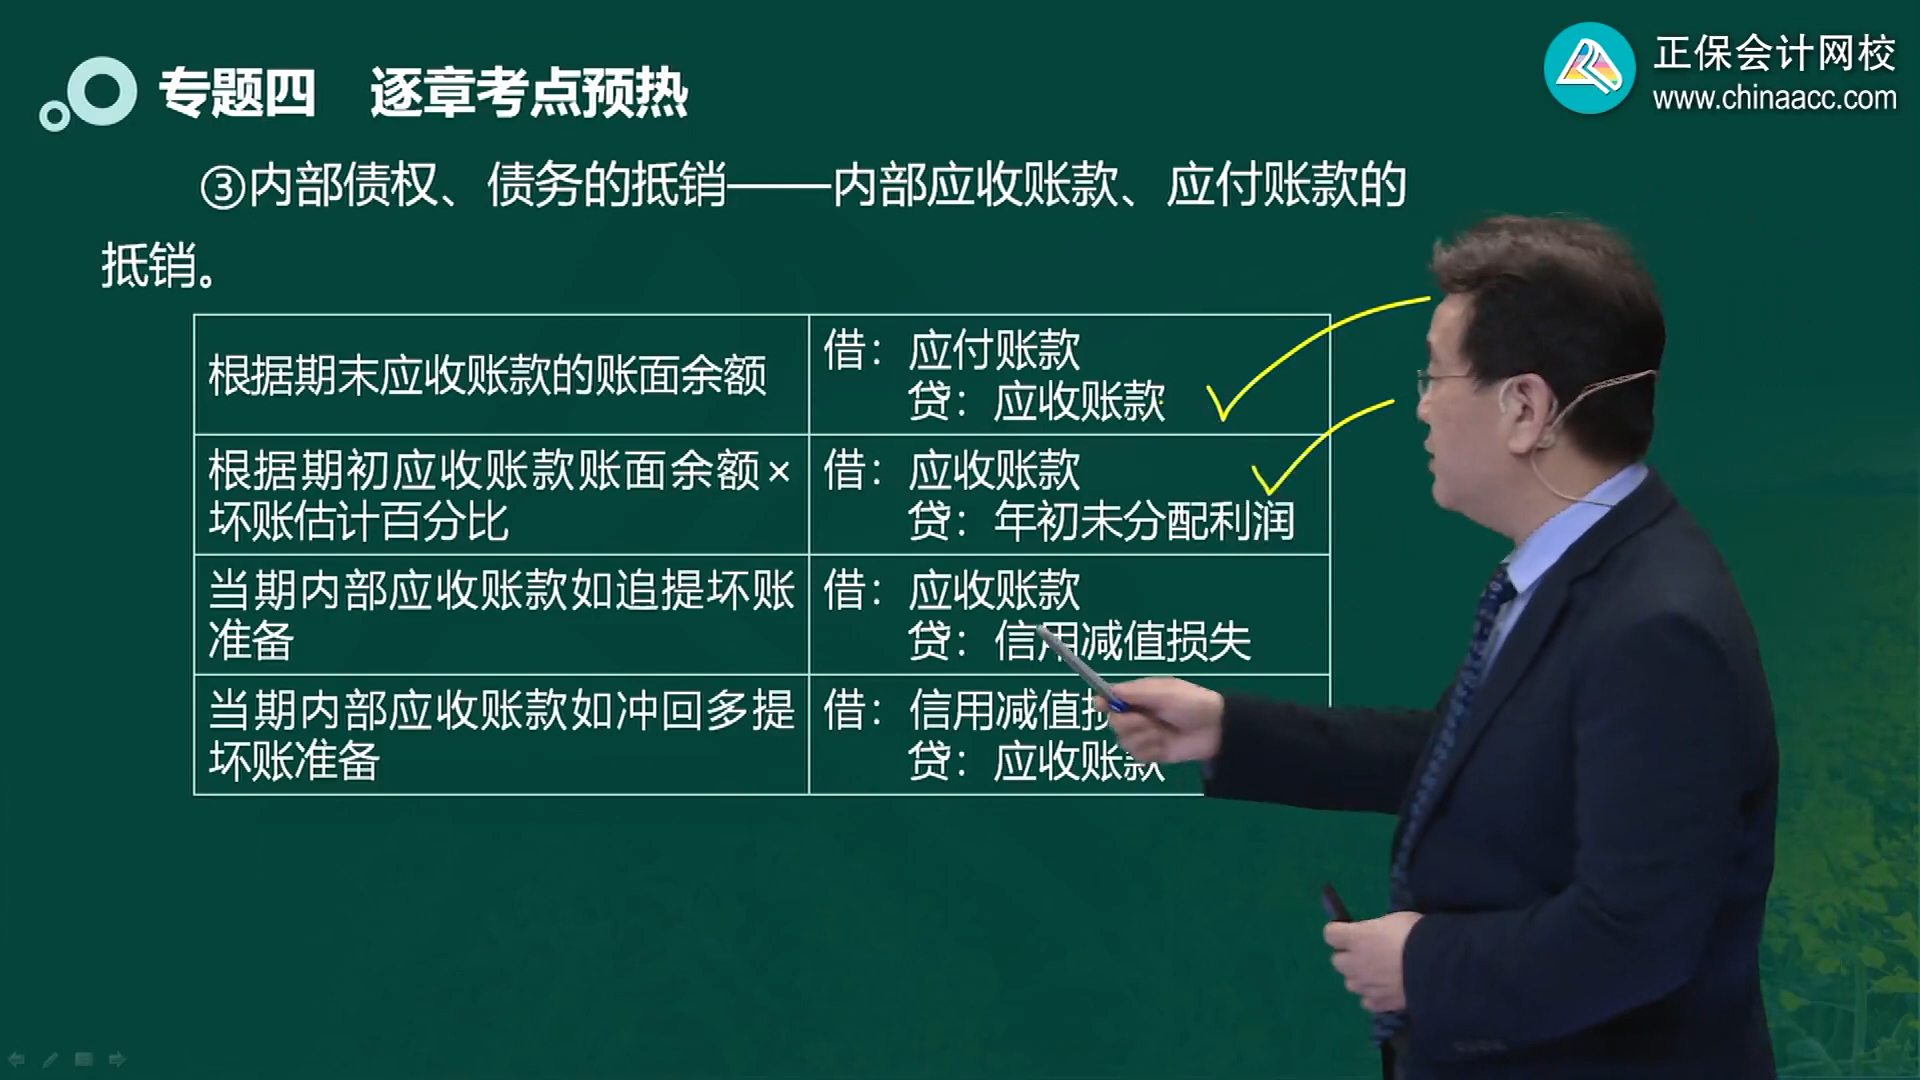 正保会计网校
www.chinaacc.com
专题四 逐章考点预热
③内部债权、债务的抵销——内部应收账款、应付账款的
抵销。
根据期末应收账款的账面余额
借：应付账款
贷：应收账款
根据期初应收账款账面余额×
坏账估计百分比
借：应收账款
贷：年初未分配利润
当期内部应收账款如追提坏账
准备
借：应收账款
贷：信用减值损失
当期内部应收账款如冲回多提
坏账准备
借：信用减值损
贷：应收账款